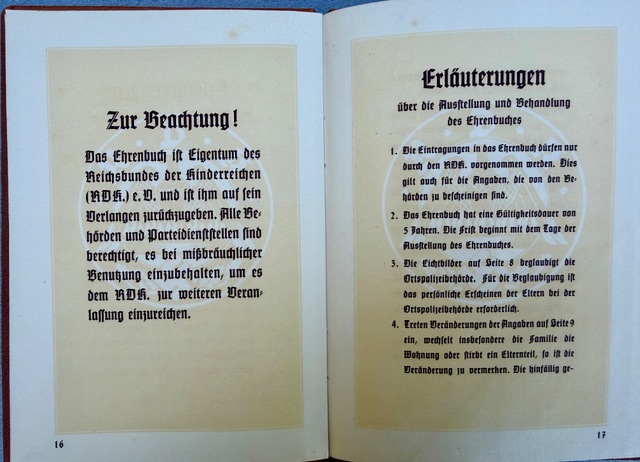 Zur Beachtung!
Das Ehrenbuch ist Eigentum des
Reichsbundes der Kinderreichen
(RDK.) e. V. und ist ihm auf sein
Verlangen zurückzugeben. Alle Be-
hörden und Parteidienststellen sind
berechtigt, es bei mißbräuchlicher
Benutzung einzubehalten, um es
dem RDK. zur weiteren Veran-
lassung einzureichen.
16
Erläuterungen
über die Ausstellung und Behandlung
des Ehrenbuches
1. Die Eintragungen in das Ehrenbuch dürfen nur
durch den RDK. vorgenommen werden. Dies
gilt auch für die Angaben, die von den Be-
hörden zu bescheinigen sind.
2. Das Ehrenbuch hat eine Gültigkeitsdauer von
5 Jahren. Die Frist beginnt mit dem Tage der
Ausstellung des Ehrenbuches.
3. Die Lichtbilder auf Seite 8 beglaubigt die
Ortspolizeibehörde. Für die Beglaubigung ist
das persönliche Erscheinen der Eltern bei der
Ortspolizeibehörde erforderlich.
4. Treten Veränderungen der Angaben auf Seite 9
ein, wechselt insbesondere die Familie die
Wohnung oder stirbt ein Elternteil, so ist die
Veränderung zu vermerken. Die hinfällig ge-
17